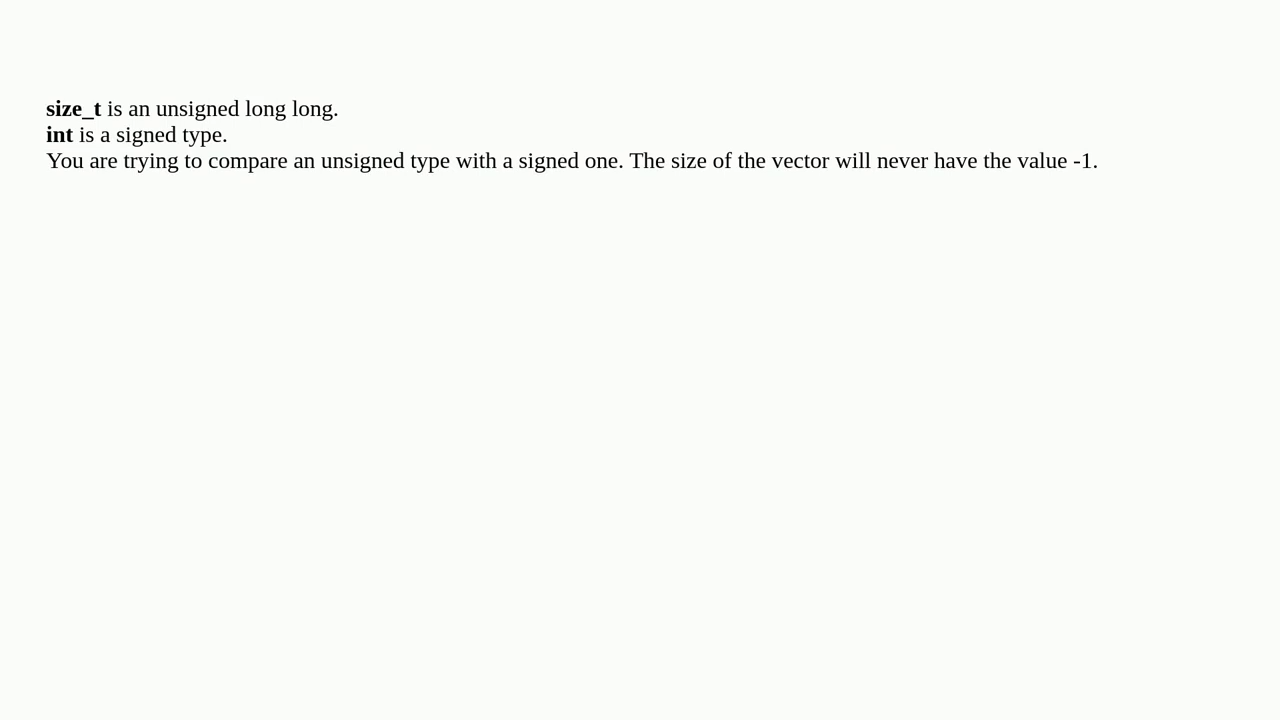 size_t is an unsigned long long.
int is a signed type.
You are trying to compare an unsigned type with a signed one. The size of the vector will never have the value -1.